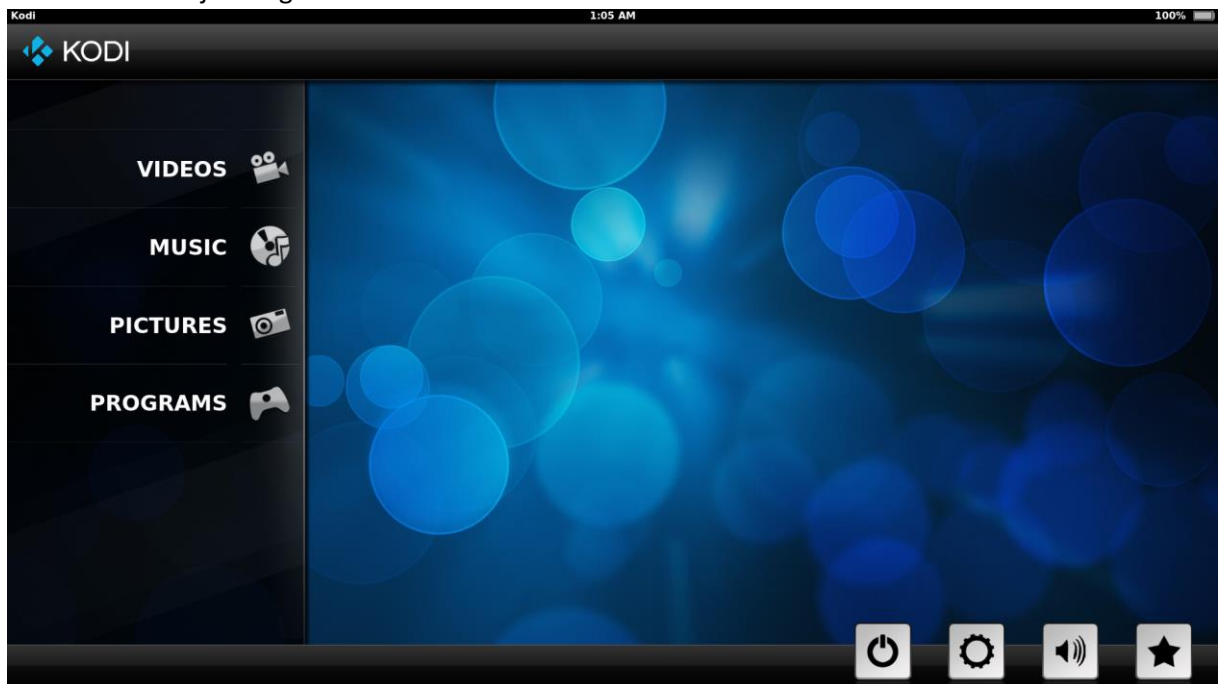 Kodi 1:05 AM 100%
KODI
VIDEOS
MUSIC
PICTURES
PROGRAMS